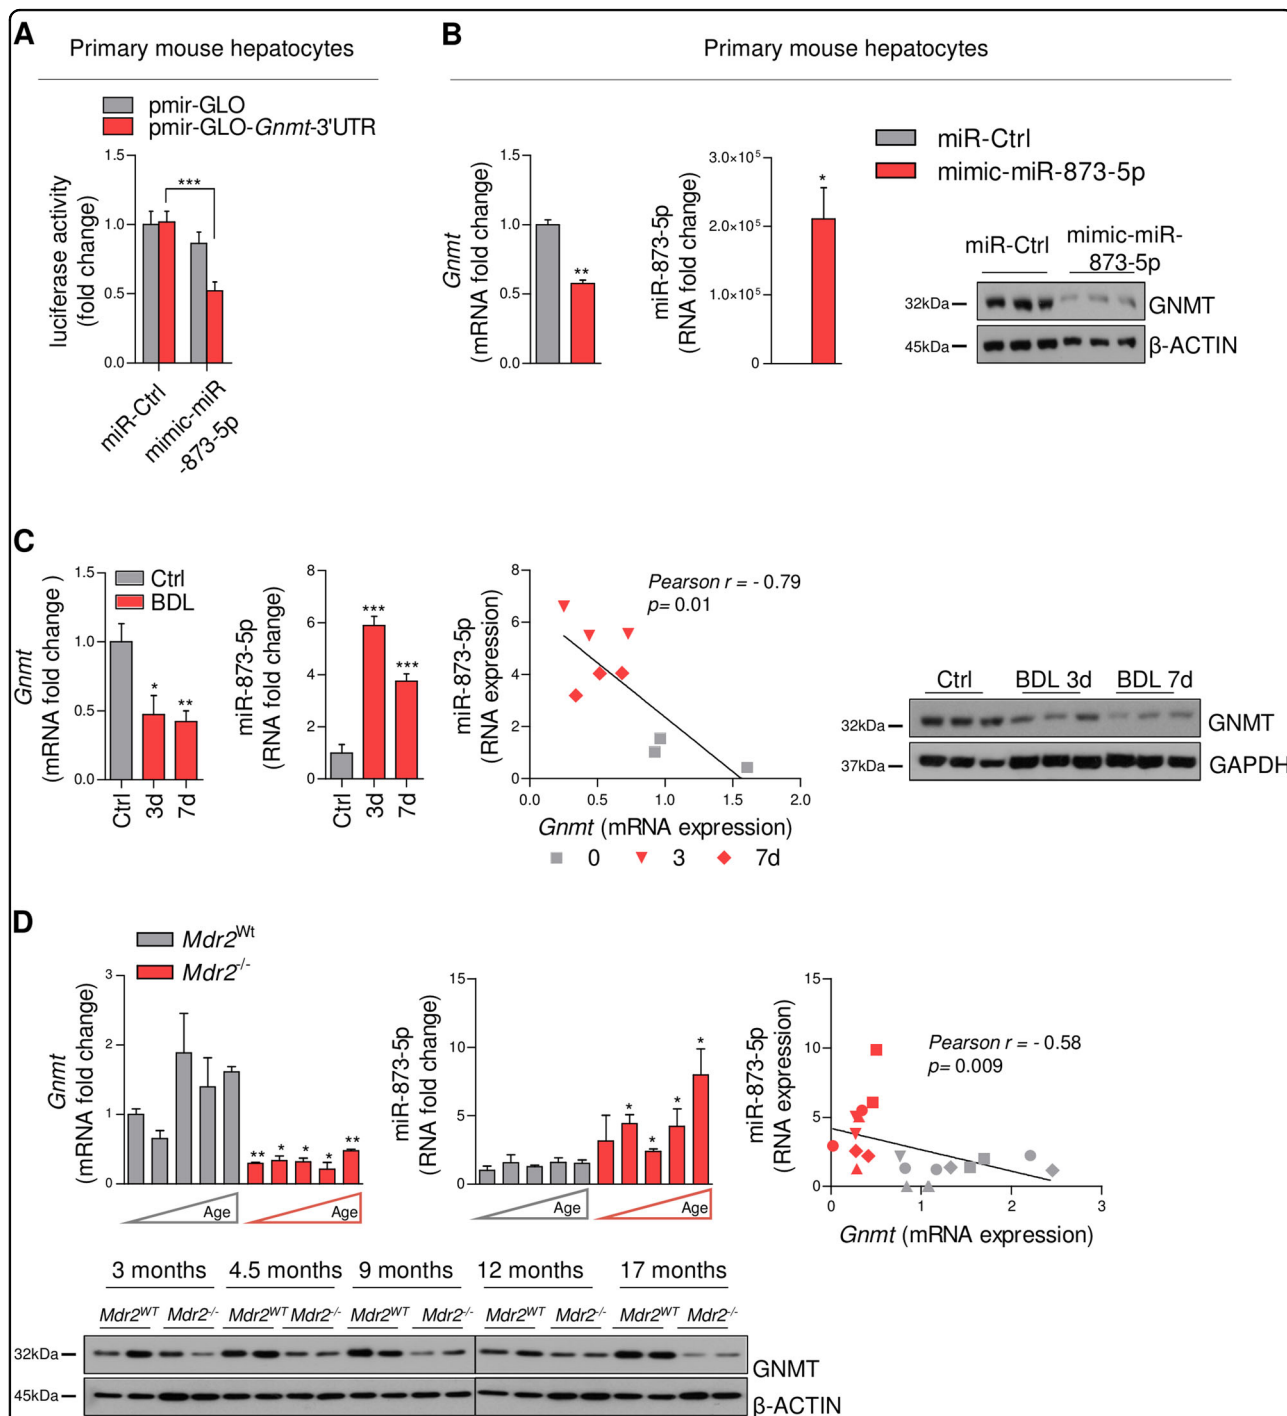 A
Primary mouse hepatocytes
pmir-GLO
pmir-GLO-Gnmt-3'UTR
luciferase activity
(fold change)
1.5
1.0
0.5
0.0
***
miR-Ctrl
mimic-miR
-873-5p
B
Primary mouse hepatocytes
miR-Ctrl
mimic-miR-873-5p
Gnmt
(mRNA fold change)
1.5
1.0
0.5
0.0
**
miR-873-5p
(RNA fold change)
3.0×10⁵
2.0×10⁵
1.0×10⁵
0
*
miR-Ctrl
mimic-miR-
873-5p
32kDa
GNMT
45kDa
β-ACTIN
C
Gnmt
(mRNA fold change )
1.5
1.0
0.5
0.0
Ctrl
BDL
*
**
Ctrl
3d
7d
miR-873-5p
(RNA fold change)
8
6
4
2
0
***
***
Ctrl
3d
7d
miR-873-5p
(RNA expression)
8
6
4
2
0
Pearson r = - 0.79
p= 0.01
0.0 0.5 1.0 1.5 2.0
Gnmt (mRNA expression)
0 3 7d
Ctrl BDL 3d BDL 7d
32kDa
GNMT
37kDa
GAPDH
D
Mdr2Wt
Mdr2-/-
Gnmt
(mRNA fold change)
3
2
1
0
** * * * **
Age Age
miR-873-5p
(RNA fold change)
15
10
5
0
* * * *
Age Age
miR-873-5p
(RNA expression)
15
10
5
0
Pearson r = - 0.58
p= 0.009
0 1 2 3
Gnmt (mRNA expression)
3 months 4.5 months 9 months 12 months 17 months
Mdr2WT Mdr2-/- Mdr2WT Mdr2-/- Mdr2WT Mdr2-/- Mdr2WT Mdr2-/- Mdr2WT Mdr2-/-
32kDa
GNMT
45kDa
β-ACTIN